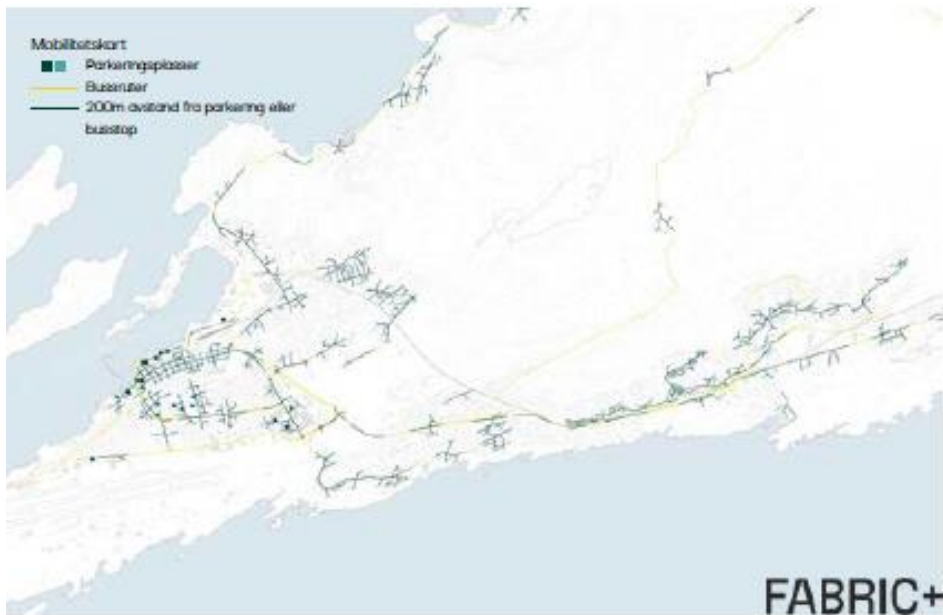 Mobilitetskart
Parkeringsplasser
Bussruter
200m avstand fra parkering eller
busstop
FABRIC+